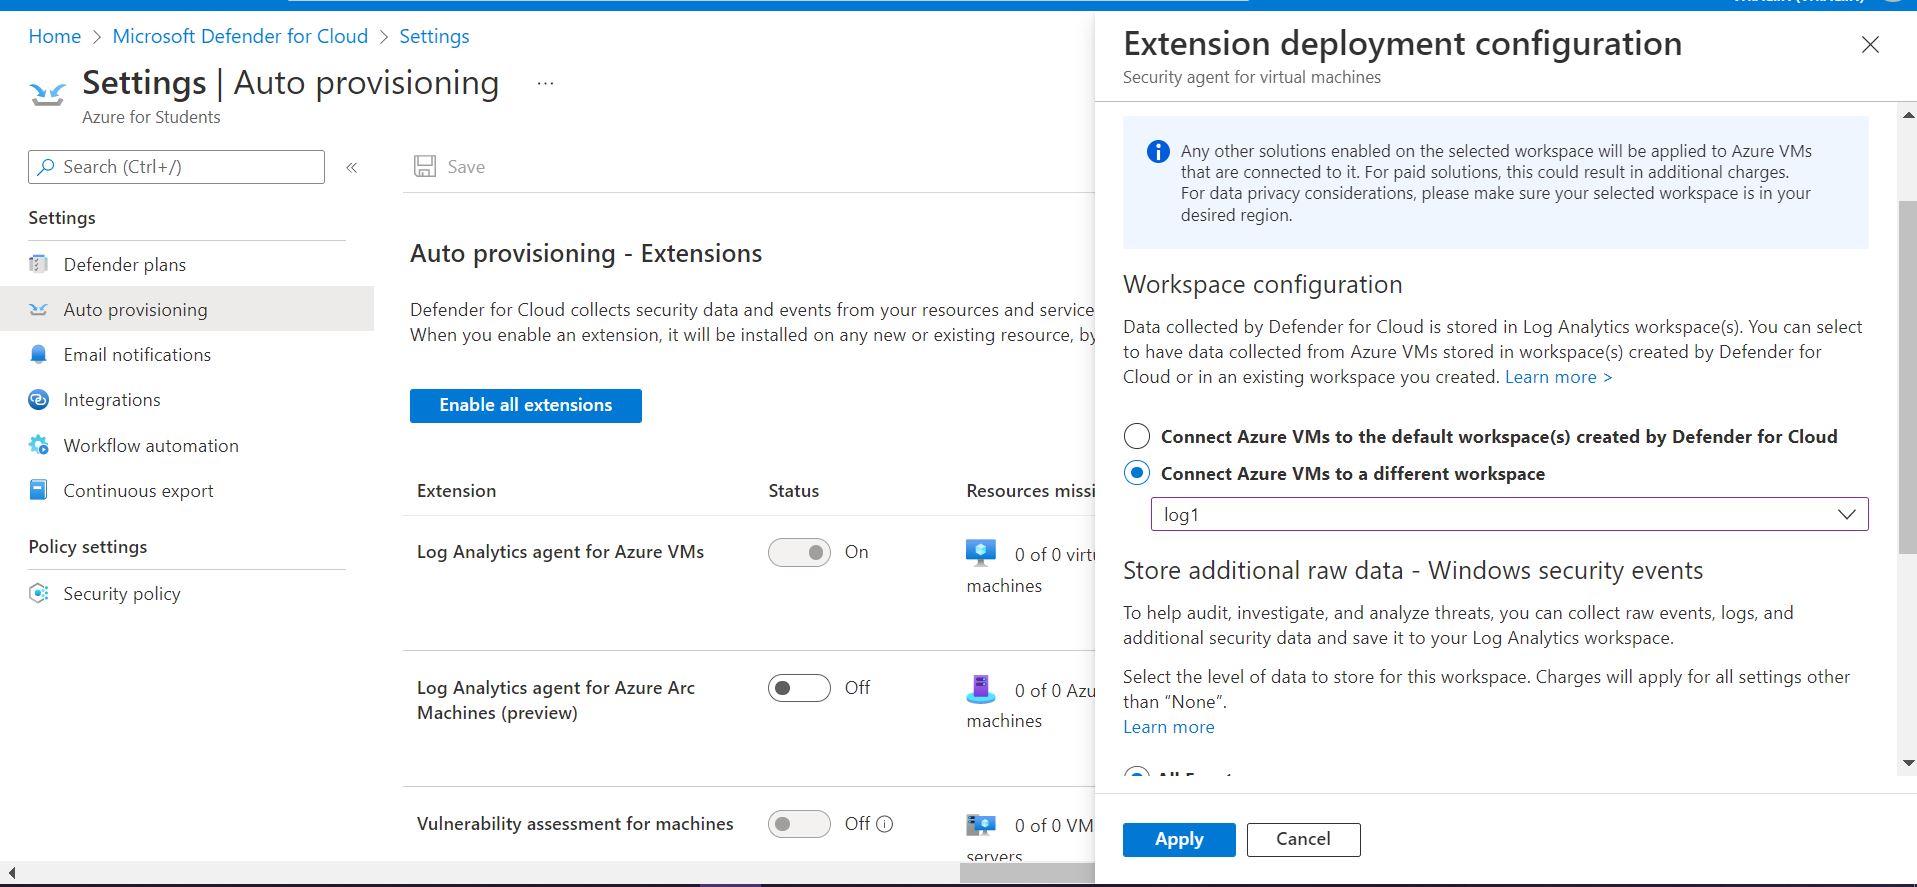 Home > Microsoft Defender for Cloud > Settings
Settings | Auto provisioning ...
Azure for Students
Search (Ctrl+/)
«
Settings
Defender plans
Auto provisioning
Email notifications
Integrations
Workflow automation
Continuous export
Policy settings
Security policy
Save
Auto provisioning - Extensions
Defender for Cloud collects security data and events from your resources and service
When you enable an extension, it will be installed on any new or existing resource, by
Enable all extensions
Extension Status Resources missi
Log Analytics agent for Azure VMs On 0 of 0 virtu
machines
Log Analytics agent for Azure Arc Off 0 of 0 Azu
Machines (preview) machines
Vulnerability assessment for machines Off 0 of 0 VM
servers
Extension deployment configuration
Security agent for virtual machines
Any other solutions enabled on the selected workspace will be applied to Azure VMs
that are connected to it. For paid solutions, this could result in additional charges.
For data privacy considerations, please make sure your selected workspace is in your
desired region.
Workspace configuration
Data collected by Defender for Cloud is stored in Log Analytics workspace(s). You can select
to have data collected from Azure VMs stored in workspace(s) created by Defender for
Cloud or in an existing workspace you created. Learn more >
Connect Azure VMs to the default workspace(s) created by Defender for Cloud
Connect Azure VMs to a different workspace
log1
Store additional raw data - Windows security events
To help audit, investigate, and analyze threats, you can collect raw events, logs, and
additional security data and save it to your Log Analytics workspace.
Select the level of data to store for this workspace. Charges will apply for all settings other
than “None”.
Learn more
Apply
Cancel